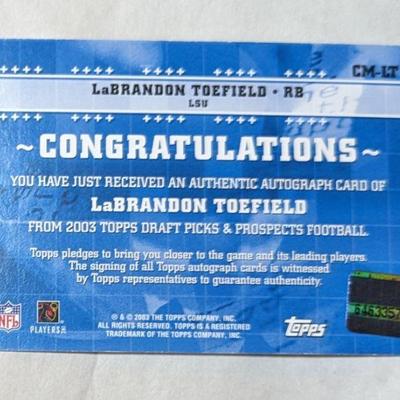 CM-LT
LaBRANDON TOEFIELD • RB
LSU
~ CONGRATULATIONS ~
YOU HAVE JUST RECEIVED AN AUTHENTIC AUTOGRAPH CARD OF
LaBRANDON TOEFIELD
FROM 2003 TOPPS DRAFT PICKS & PROSPECTS FOOTBALL.
Topps pledges to bring you closer to the game and its leading players.
The signing of all Topps autograph cards is witnessed
by Topps representatives to guarantee authenticity.
NFL
PLAYERS INC
® & © 2003 THE TOPPS COMPANY, INC.
ALL RIGHTS RESERVED. TOPPS IS A REGISTERED
TRADEMARK OF THE TOPPS COMPANY, INC.
Topps